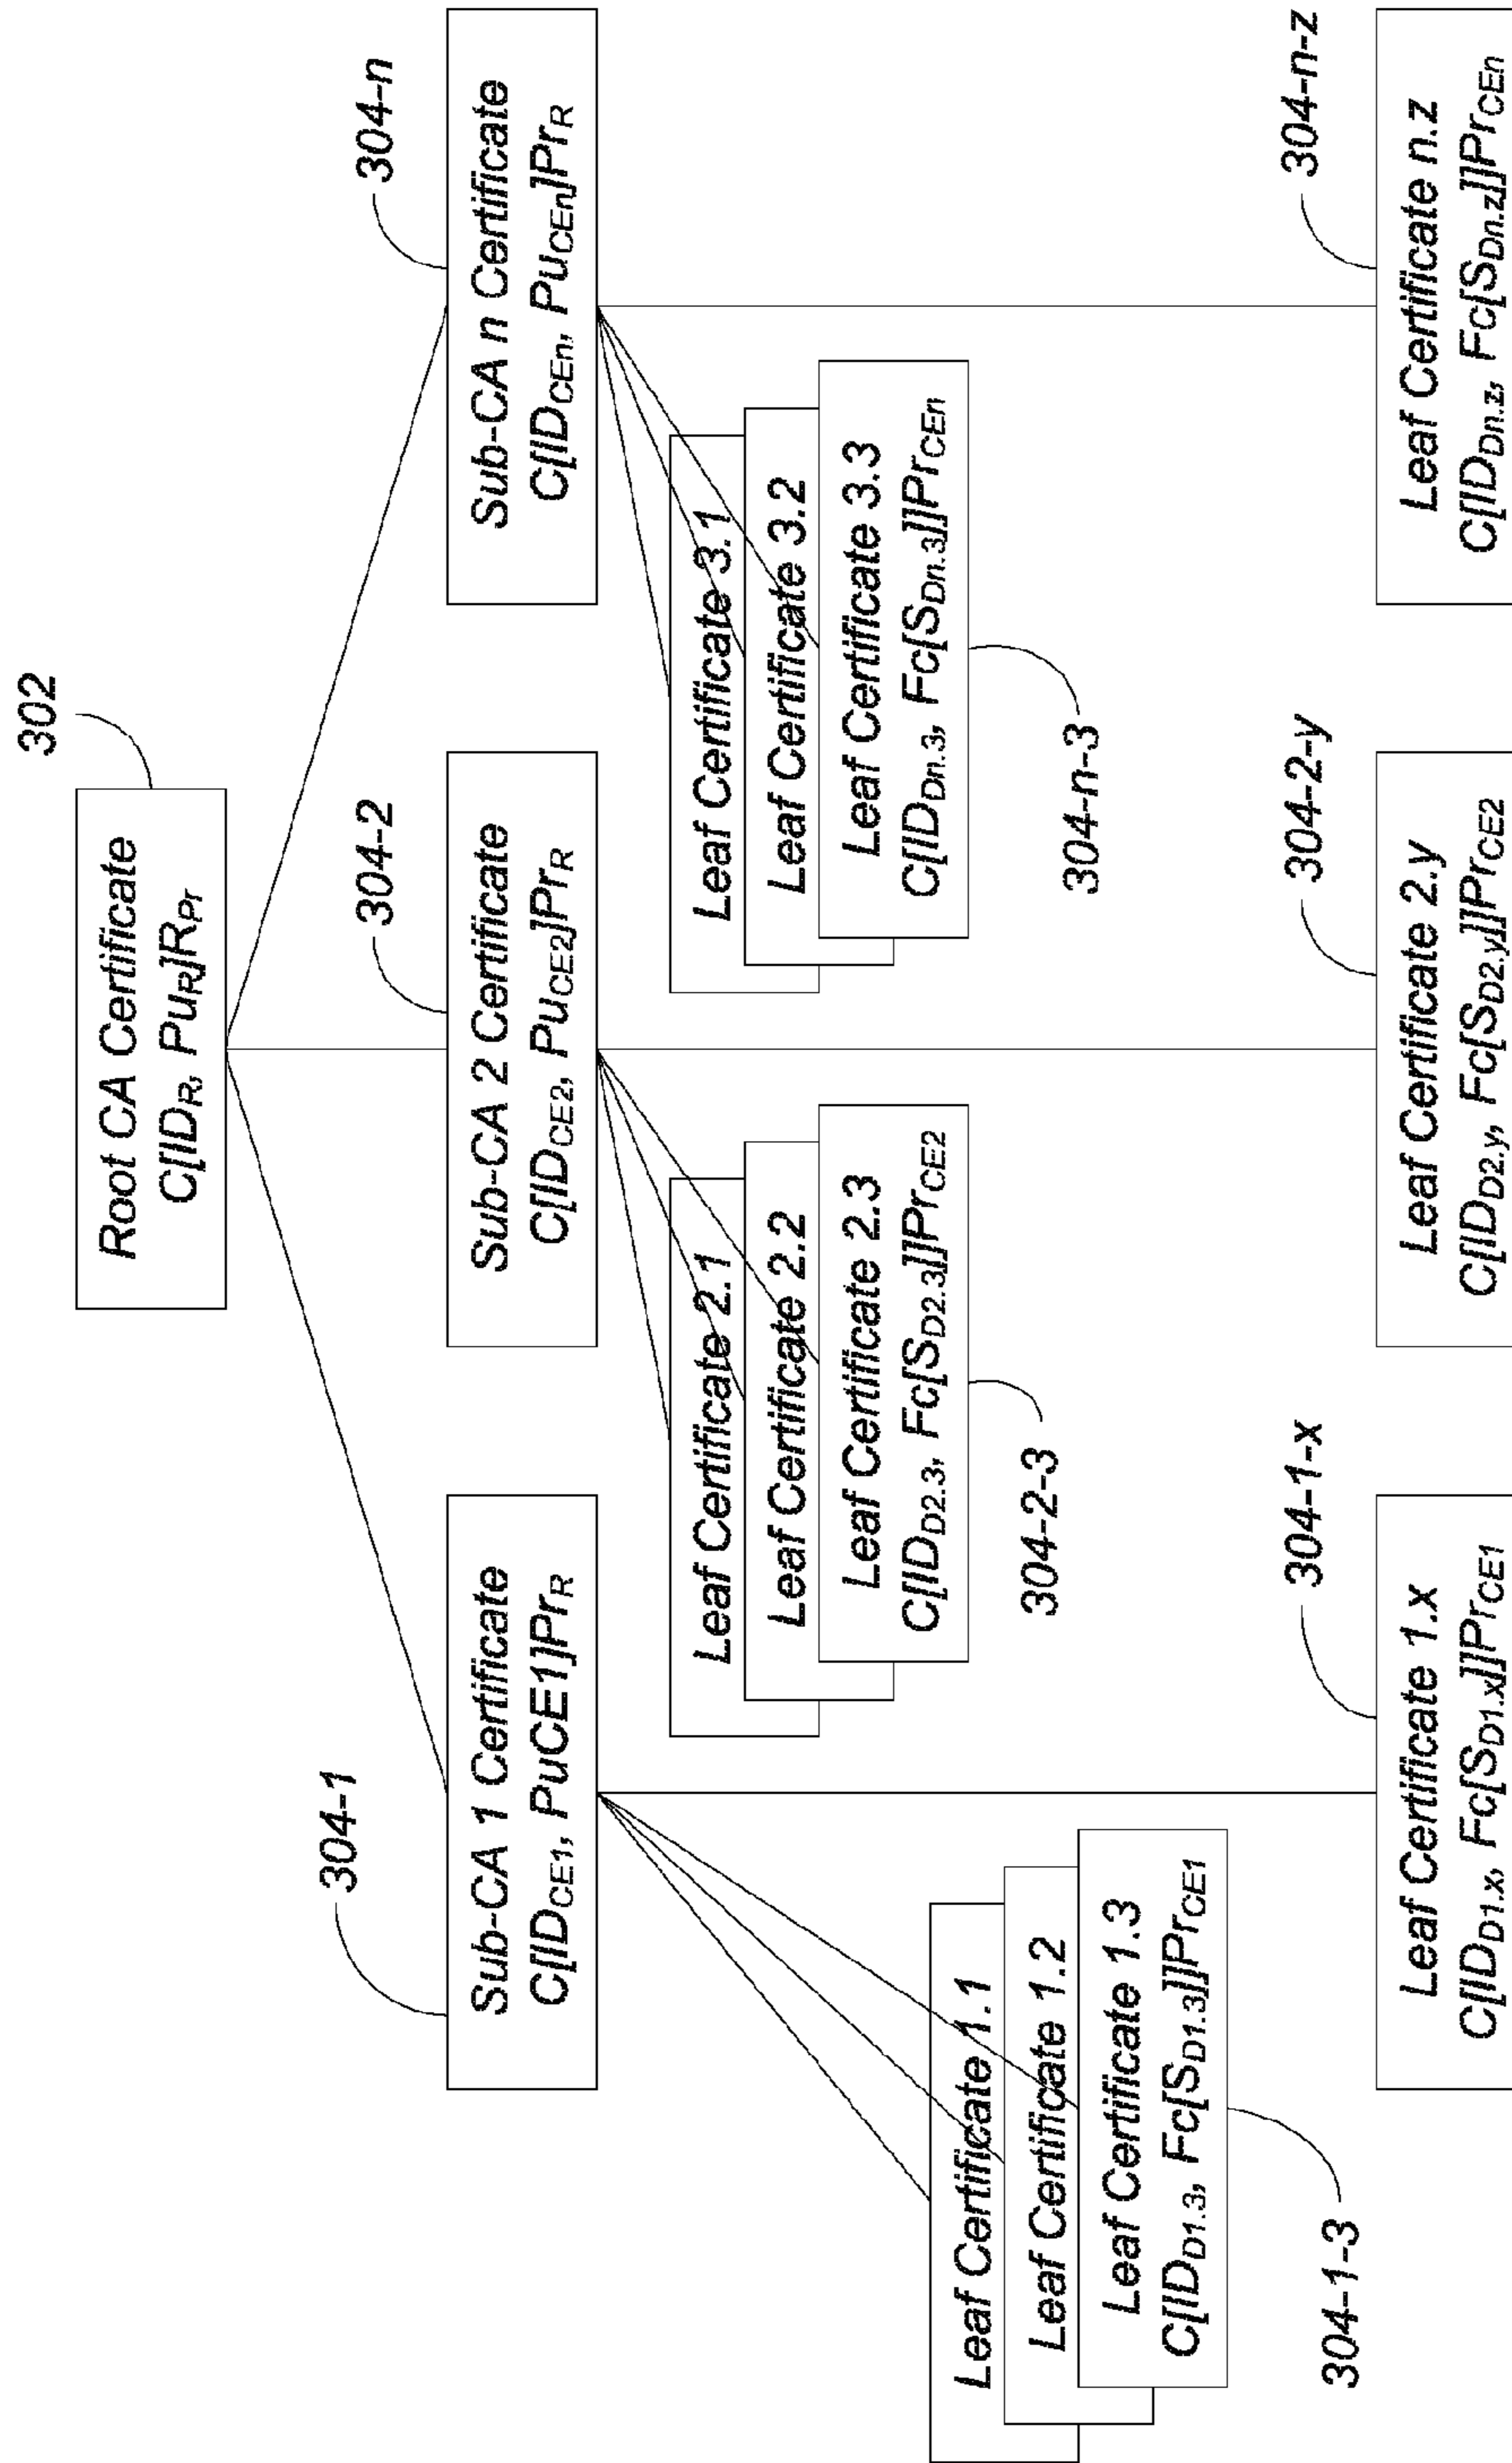 302
Root CA Certificate
C[ID_R, Pu_R]R_Pr
304-1
Sub-CA 1 Certificate
C[ID_CE1, PuCE1]Pr_R
304-2
Sub-CA 2 Certificate
C[ID_CE2, Pu_CE2]Pr_R
304-n
Sub-CA n Certificate
C[ID_CEn, Pu_CEn]Pr_R
Leaf Certificate 1.1
Leaf Certificate 1.2
Leaf Certificate 1.3
C[ID_D1.3, Fc[S_D1.3]]Pr_CE1
304-1-3
Leaf Certificate 2.1
Leaf Certificate 2.2
Leaf Certificate 2.3
C[ID_D2.3, Fc[S_D2.3]]Pr_CE2
304-2-3
Leaf Certificate 3.1
Leaf Certificate 3.2
Leaf Certificate 3.3
C[ID_Dn.3, Fc[S_Dn.3]]Pr_CEn
304-n-3
304-1-x
Leaf Certificate 1.x
C[ID_D1.x, Fc[S_D1.x]]Pr_CE1
304-2-y
Leaf Certificate 2.y
C[ID_D2.y, Fc[S_D2.y]]Pr_CE2
304-n-z
Leaf Certificate n.z
C[ID_Dn.z, Fc[S_Dn.z]]Pr_CEn